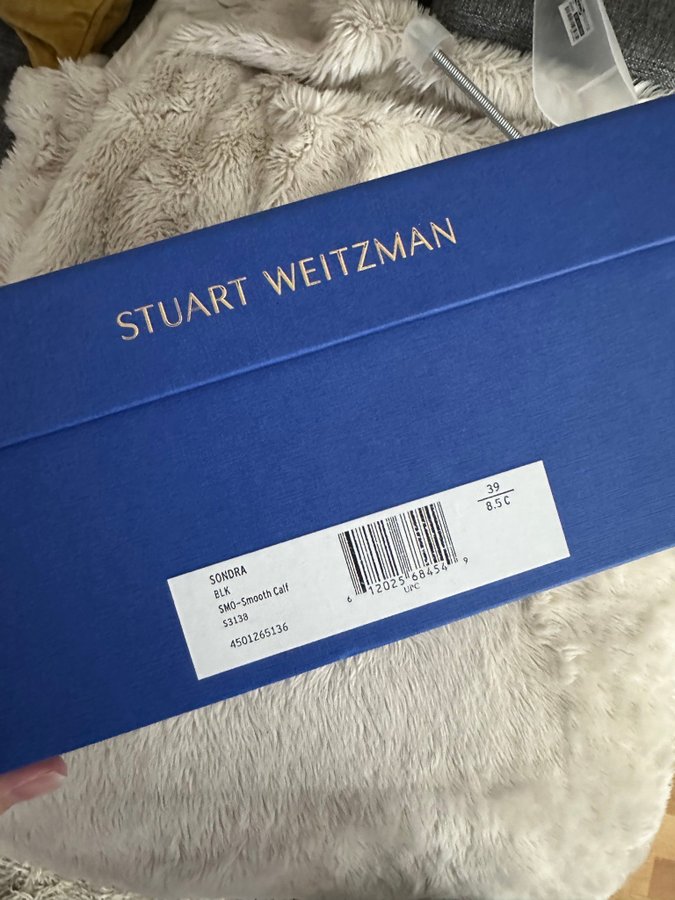 STUART WEITZMAN
SONDRA
BLK
SMO-Smooth Calf
S3138
4501265136
6 12025 68454 9
UPC
39
8.5 C